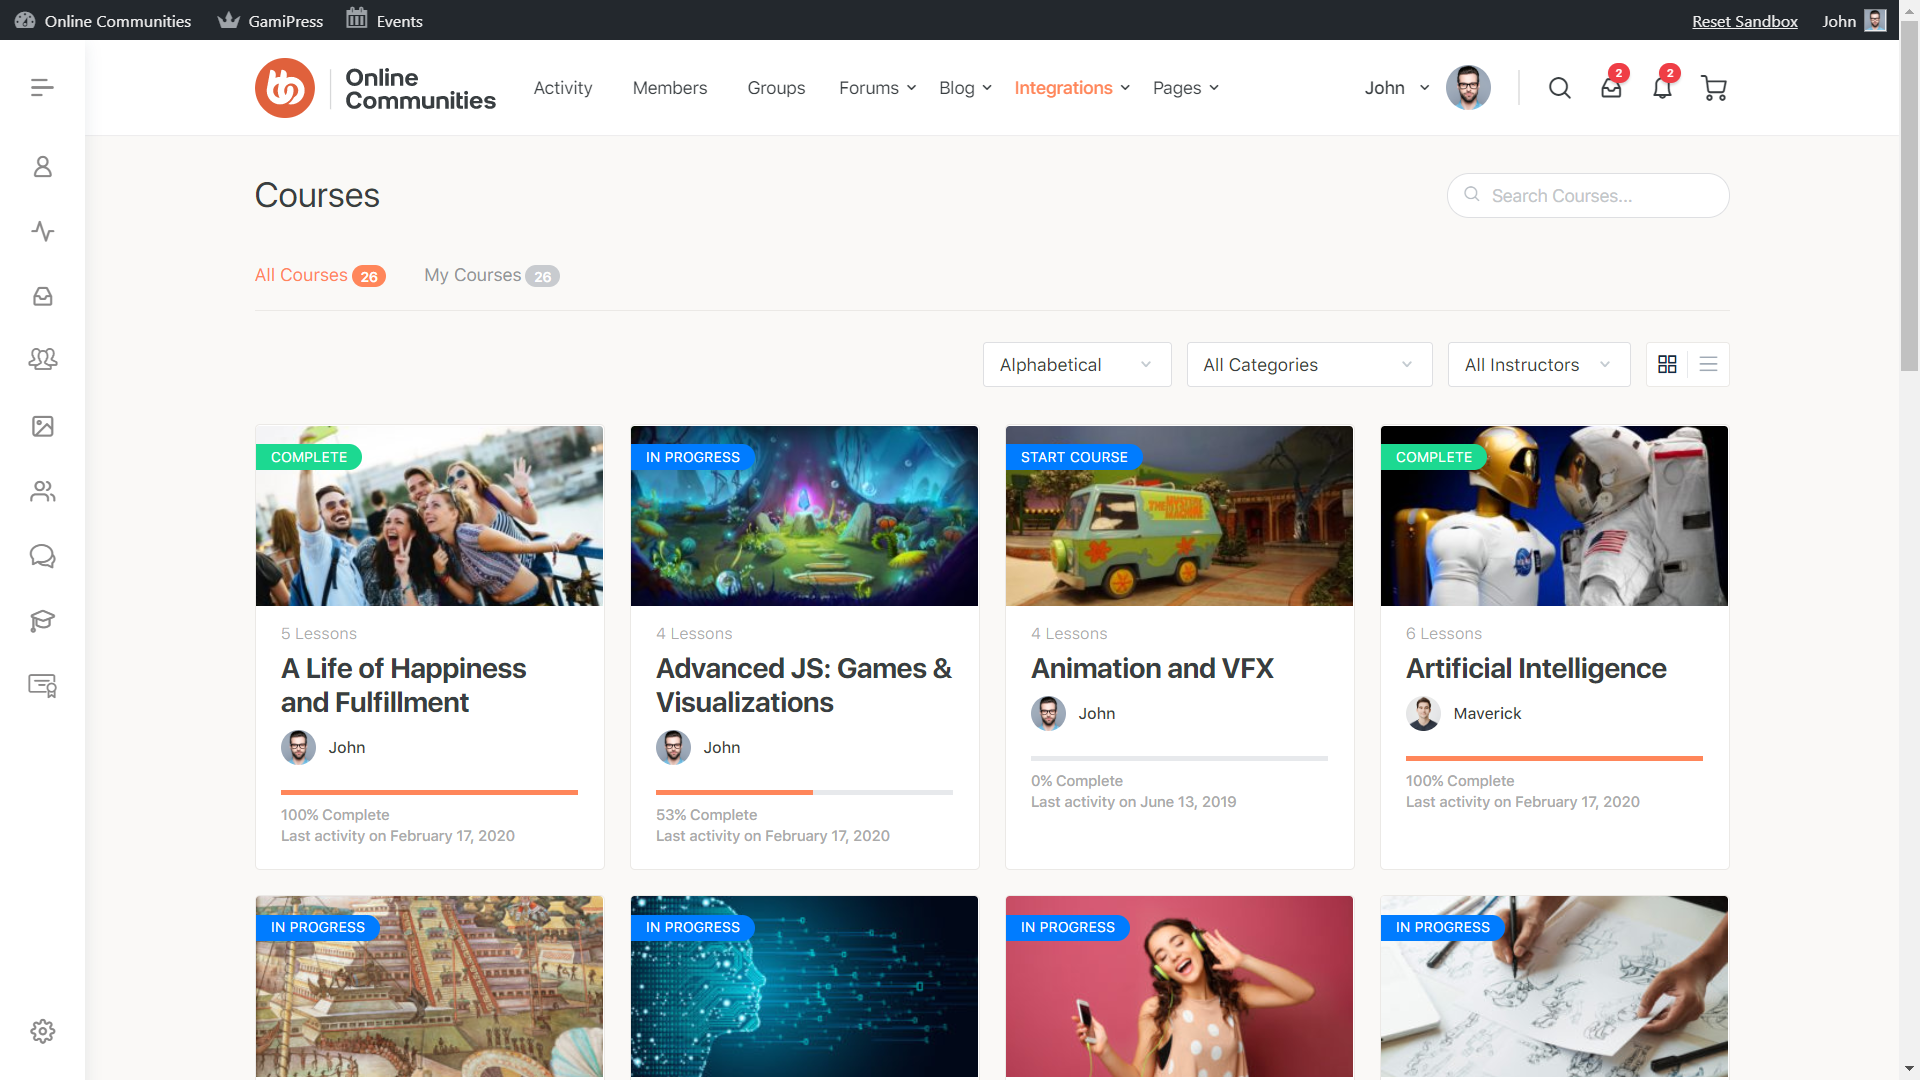 Online Communities
GamiPress
Events
Reset Sandbox
John
Online
Communities
Activity
Members
Groups
Forums
Blog
Integrations
Pages
John
2
2
Courses
Search Courses...
All Courses 26
My Courses 26
Alphabetical
All Categories
All Instructors
COMPLETE
IN PROGRESS
START COURSE
THE MYSTERY
MACHINE
COMPLETE
5 Lessons
A Life of Happiness
and Fulfillment
John
100% Complete
Last activity on February 17, 2020
4 Lessons
Advanced JS: Games &
Visualizations
John
53% Complete
Last activity on February 17, 2020
4 Lessons
Animation and VFX
John
0% Complete
Last activity on June 13, 2019
6 Lessons
Artificial Intelligence
Maverick
100% Complete
Last activity on February 17, 2020
IN PROGRESS
IN PROGRESS
IN PROGRESS
IN PROGRESS